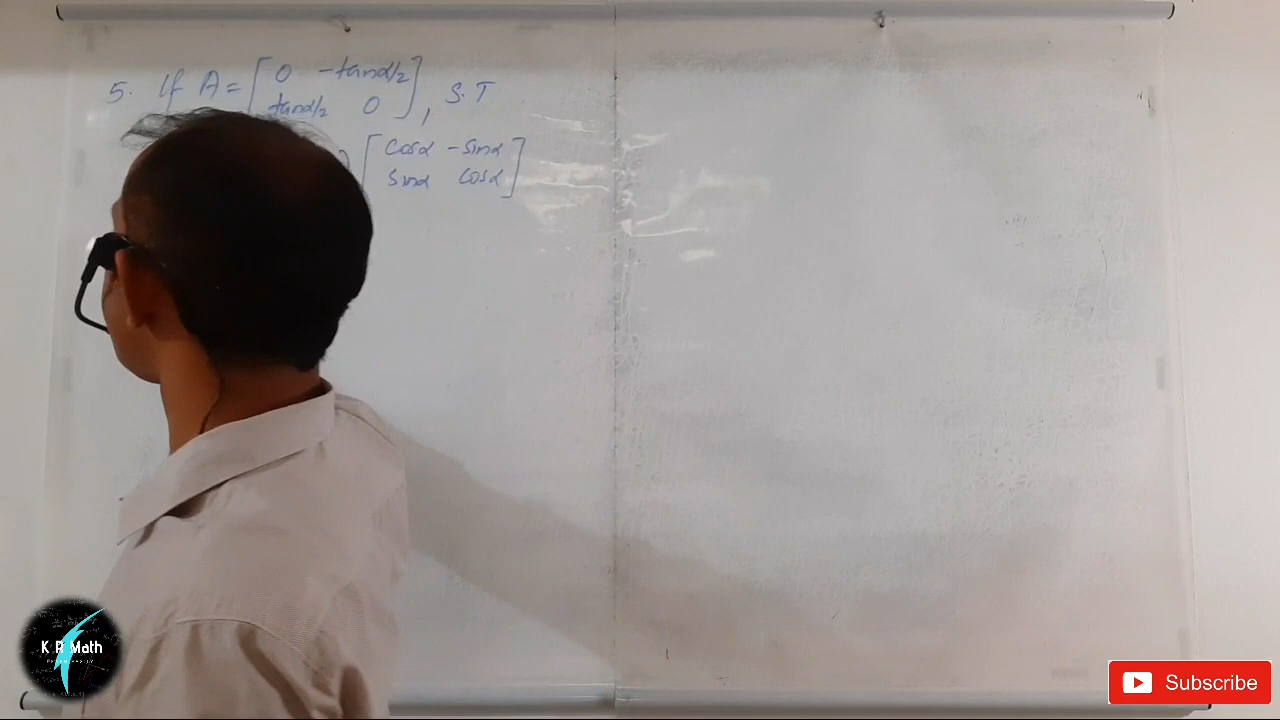 5. If A = [ 0 -tanα/2 ]
[ tanα/2 0 ], S.T
) [ cosα -sinα ]
[ sinα cosα ]
K R Math
Subscribe